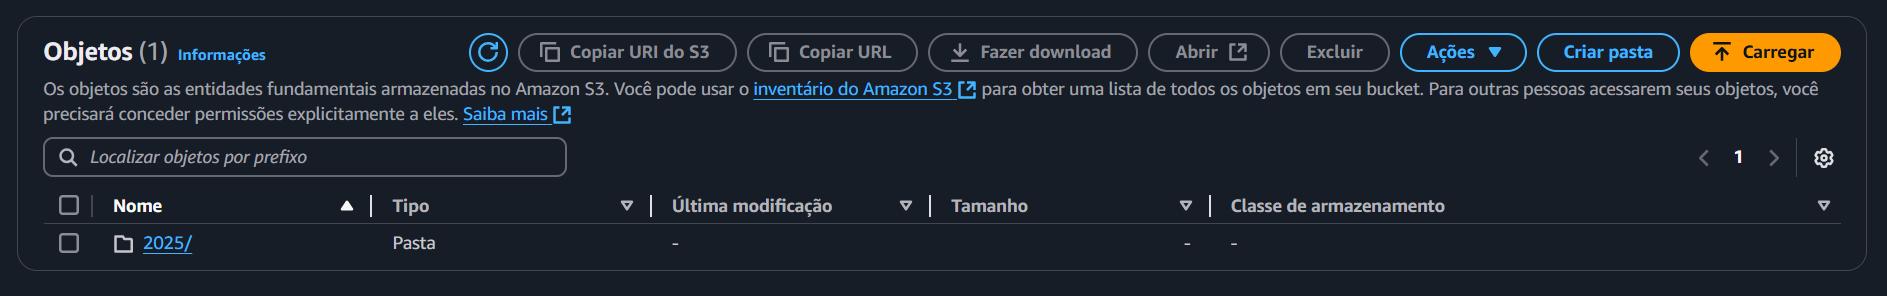 Objetos (1) Informações Copiar URI do S3 Copiar URL Fazer download Abrir Excluir Ações Criar pasta Carregar
Os objetos são as entidades fundamentais armazenadas no Amazon S3. Você pode usar o inventário do Amazon S3 para obter uma lista de todos os objetos em seu bucket. Para outras pessoas acessarem seus objetos, você
precisará conceder permissões explicitamente a eles. Saiba mais
Localizar objetos por prefixo 1
Nome Tipo Última modificação Tamanho Classe de armazenamento
2025/ Pasta - - -